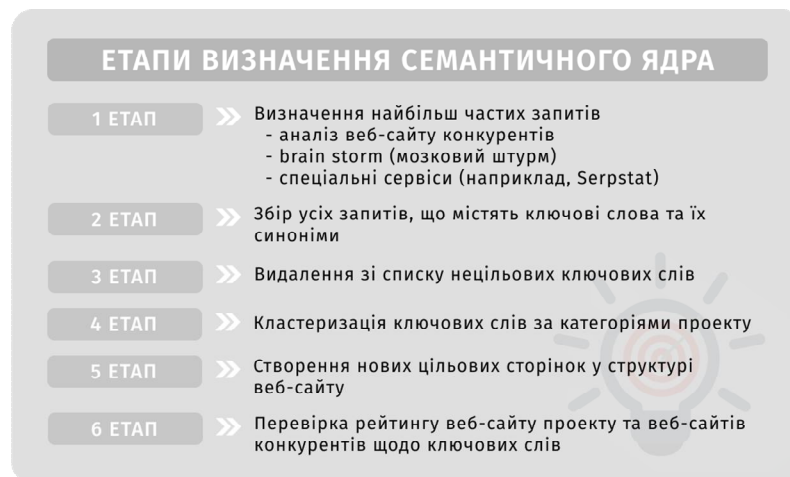 ЕТАПИ ВИЗНАЧЕННЯ СЕМАНТИЧНОГО ЯДРА
1 ЕТАП
Визначення найбільш частих запитів
- аналіз веб-сайту конкурентів
- brain storm (мозковий штурм)
- спеціальні сервіси (наприклад, Serpstat)
2 ЕТАП
Збір усіх запитів, що містять ключові слова та їх
синоніми
3 ЕТАП
Видалення зі списку нецільових ключових слів
4 ЕТАП
Кластеризація ключових слів за категоріями проекту
5 ЕТАП
Створення нових цільових сторінок у структурі
веб-сайту
6 ЕТАП
Перевірка рейтингу веб-сайту проекту та веб-сайтів
конкурентів щодо ключових слів